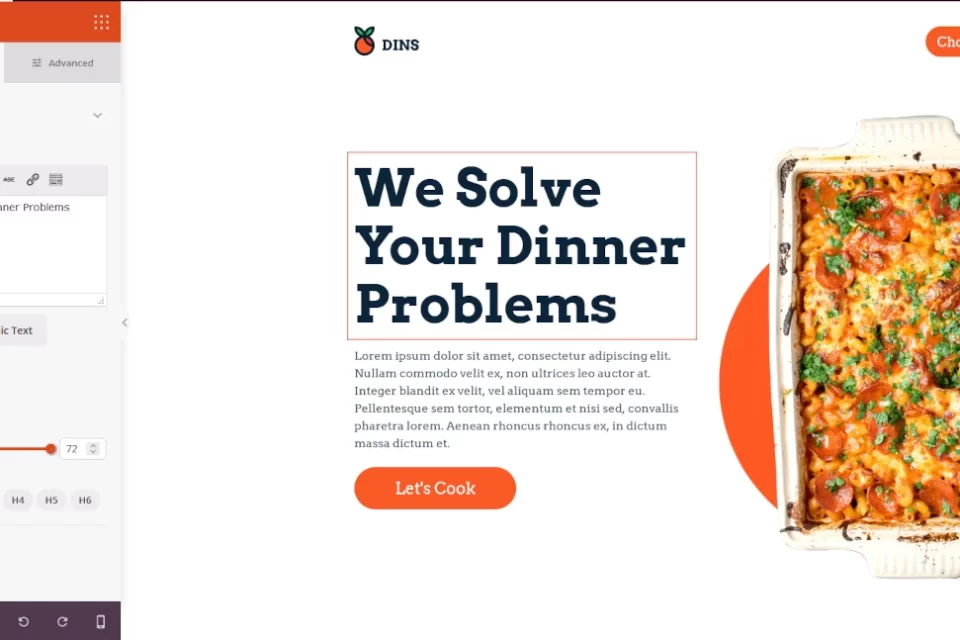 Advanced
ABC
nner Problems
ic Text
72
H4 H5 H6
DINS
Cho
We Solve
Your Dinner
Problems
Lorem ipsum dolor sit amet, consectetur adipiscing elit.
Nullam commodo velit ex, non ultrices leo auctor at.
Integer blandit ex velit, vel aliquam sem tempor eu.
Pellentesque sem tortor, elementum et nisi sed, convallis
pharetra lorem. Aenean rhoncus rhoncus ex, in dictum
massa dictum et.
Let's Cook